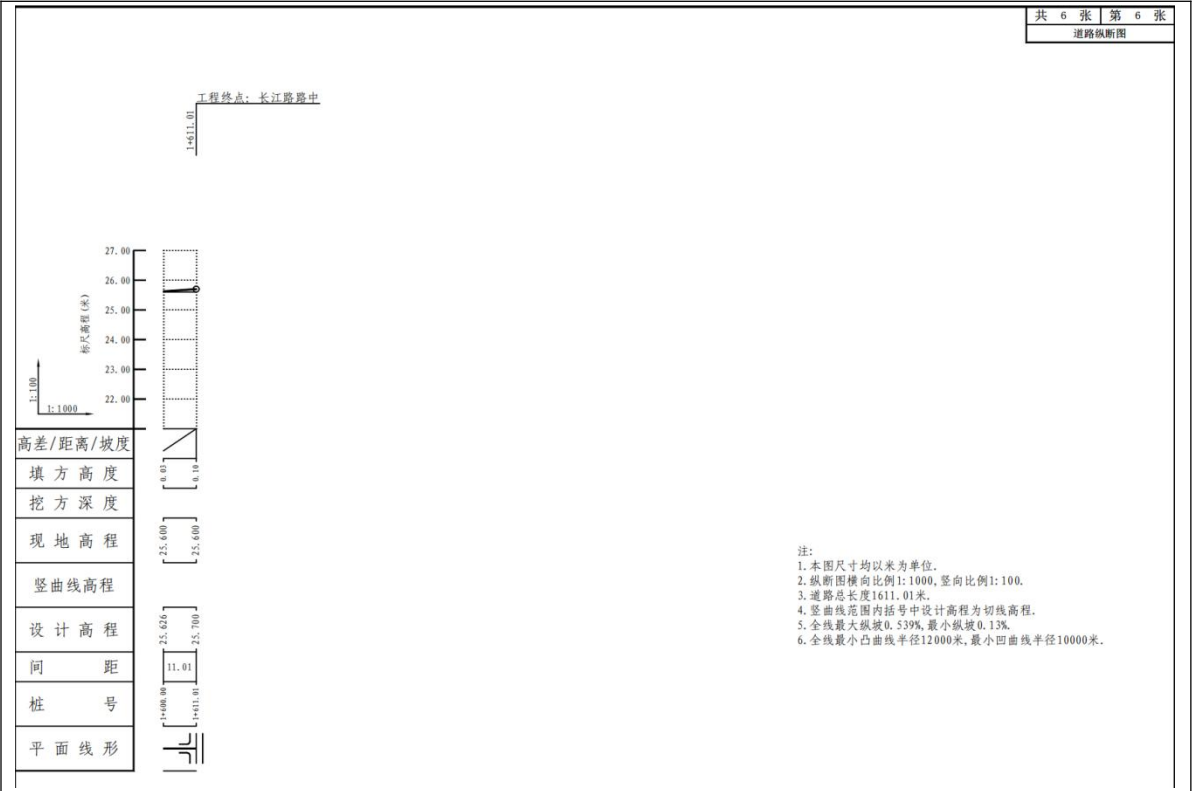 共 6 张 第 6 张
道路纵断图
工程终点: 长江路路中
1+611.01
27.00
26.00
25.00
24.00
23.00
22.00
标尺高程(米)
1:100
1:1000
高差/距离/坡度
填方高度
0.03 0.10
挖方深度
现地高程
25.600 25.600
竖曲线高程
设计高程
25.626 25.700
间距
11.01
桩号
1+600.00 1+611.01
平面线形
注:
1.本图尺寸均以米为单位.
2.纵断图横向比例1:1000,竖向比例1:100.
3.道路总长度1611.01米.
4.竖曲线范围内括号中设计高程为切线高程.
5.全线最大纵坡0.539%,最小纵坡0.13%.
6.全线最小凸曲线半径12000米,最小凹曲线半径10000米.